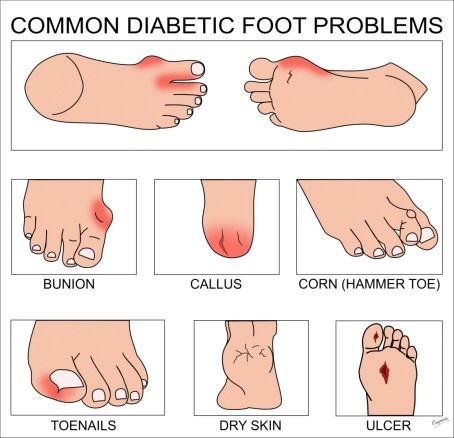 COMMON DIABETIC FOOT PROBLEMS
BUNION
CALLUS
CORN (HAMMER TOE)
TOENAILS
DRY SKIN
ULCER